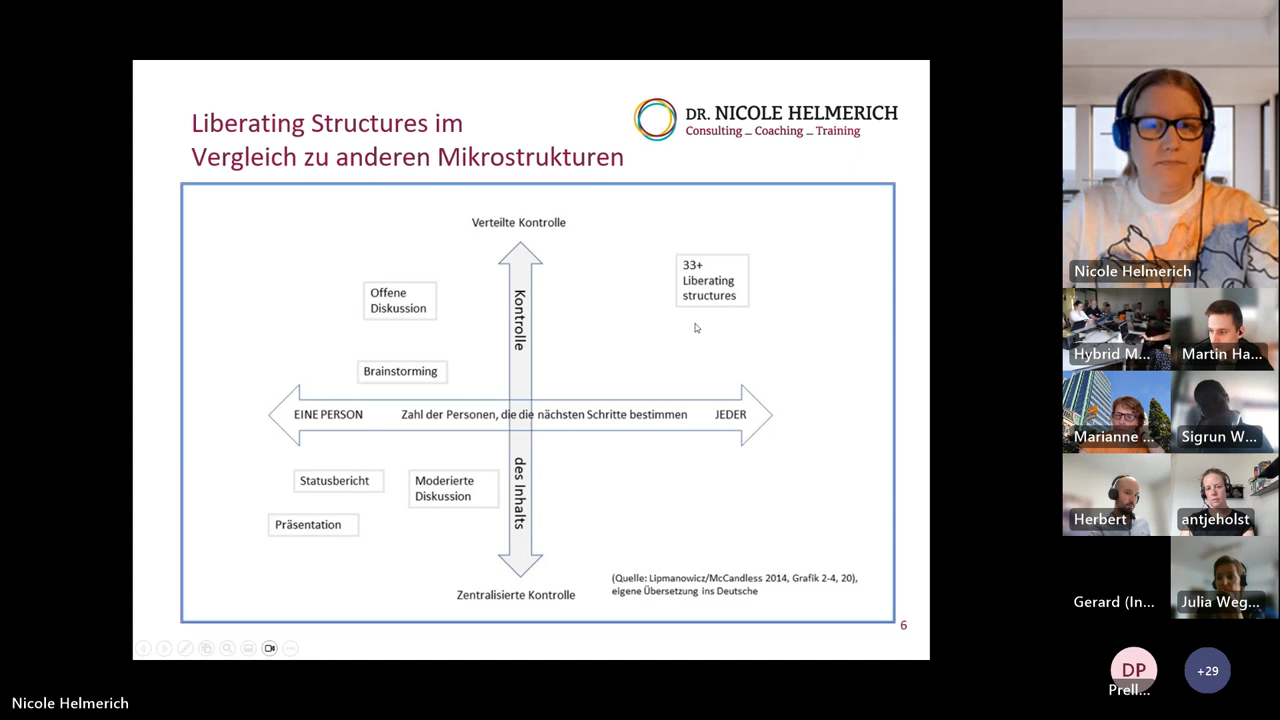 Liberating Structures im
Vergleich zu anderen Mikrostrukturen
DR. NICOLE HELMERICH
Consulting _ Coaching _ Training
Verteilte Kontrolle
33+
Liberating
structures
Offene
Diskussion
Kontrolle
Brainstorming
EINE PERSON
Zahl der Personen, die die nächsten Schritte bestimmen
JEDER
des Inhalts
Statusbericht
Moderierte
Diskussion
Präsentation
Zentralisierte Kontrolle
(Quelle: Lipmanowicz/McCandless 2014, Grafik 2-4, 20),
eigene Übersetzung ins Deutsche
6
Nicole Helmerich
Hybrid M...
Martin Ha...
Marianne ...
Sigrun W...
Herbert
antjeholst
Gerard (In...
Julia Weg...
DP
Prell...
+29
Nicole Helmerich